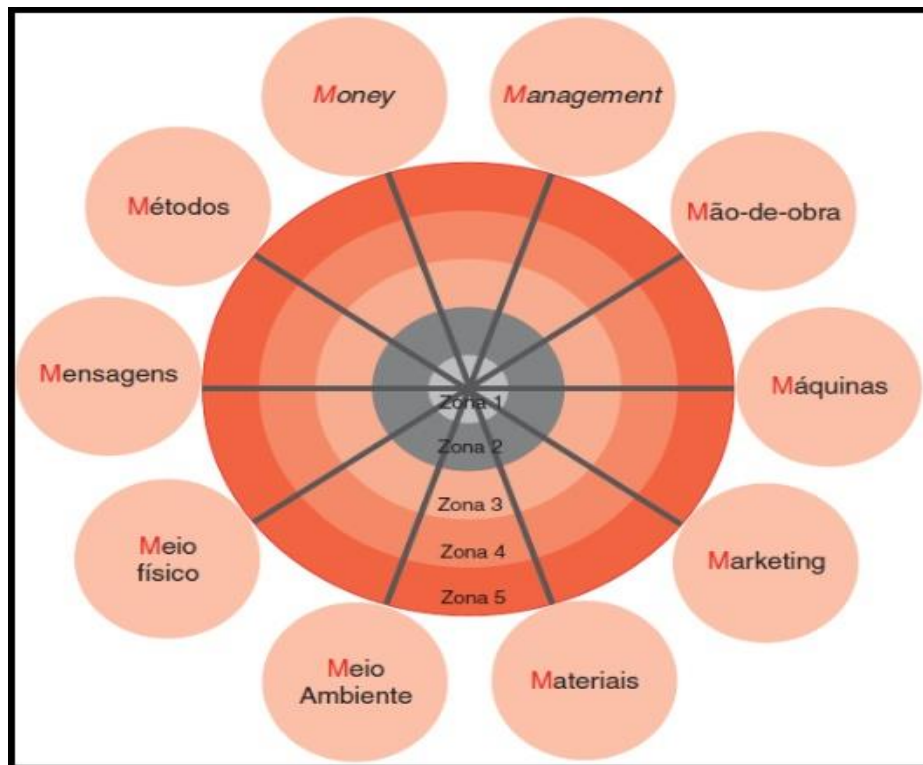 Money
Management
Métodos
Mão-de-obra
Mensagens
Máquinas
Zona 1
Zona 2
Zona 3
Zona 4
Zona 5
Meio
físico
Marketing
Meio
Ambiente
Materiais